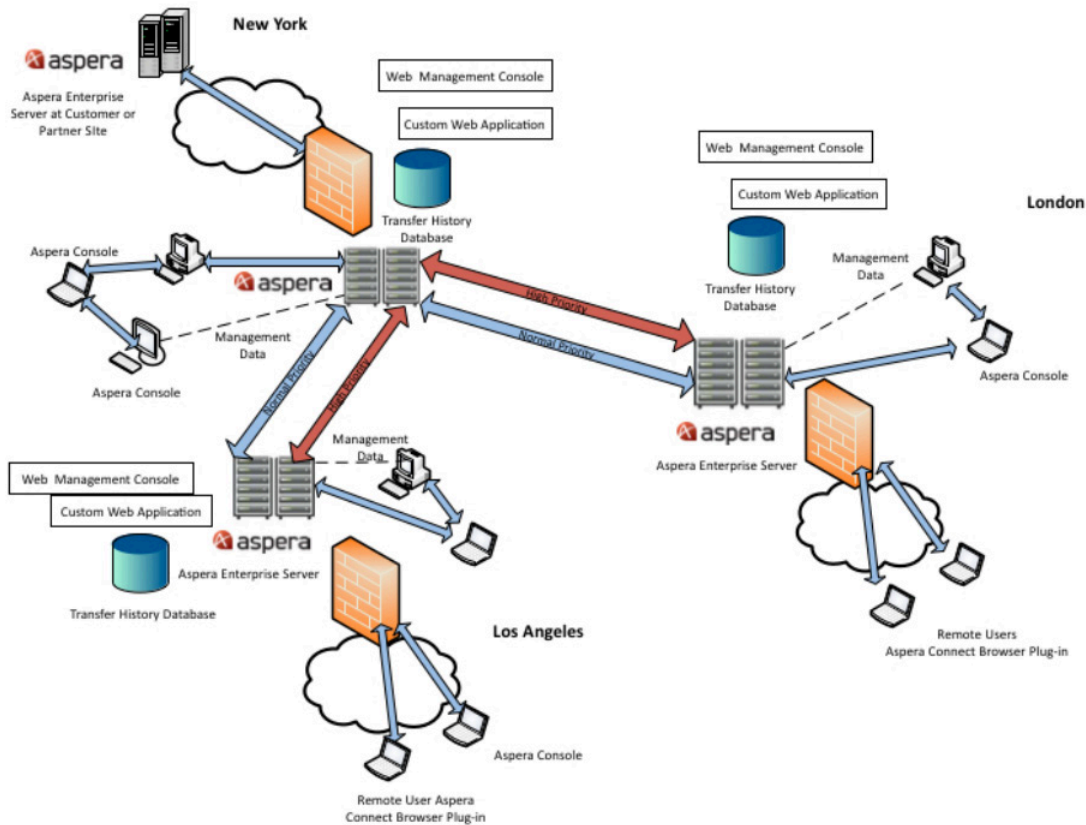 New York
aspera
Aspera Enterprise
Server at Customer or
Partner SIte
Web Management Console
Custom Web Application
Transfer History
Database
Web Management Console
Custom Web Application
London
Transfer History
Database
Management
Data
Aspera Console
aspera
Management
Data
Aspera Console
High Priority
Normal Priority
Normal Priority
High Priority
Aspera Console
aspera
Aspera Enterprise Server
Management
Data
Web Management Console
Custom Web Application
aspera
Aspera Enterprise Server
Transfer History Database
Los Angeles
Remote Users
Aspera Connect Browser Plug-in
Aspera Console
Remote User Aspera
Connect Browser Plug-in